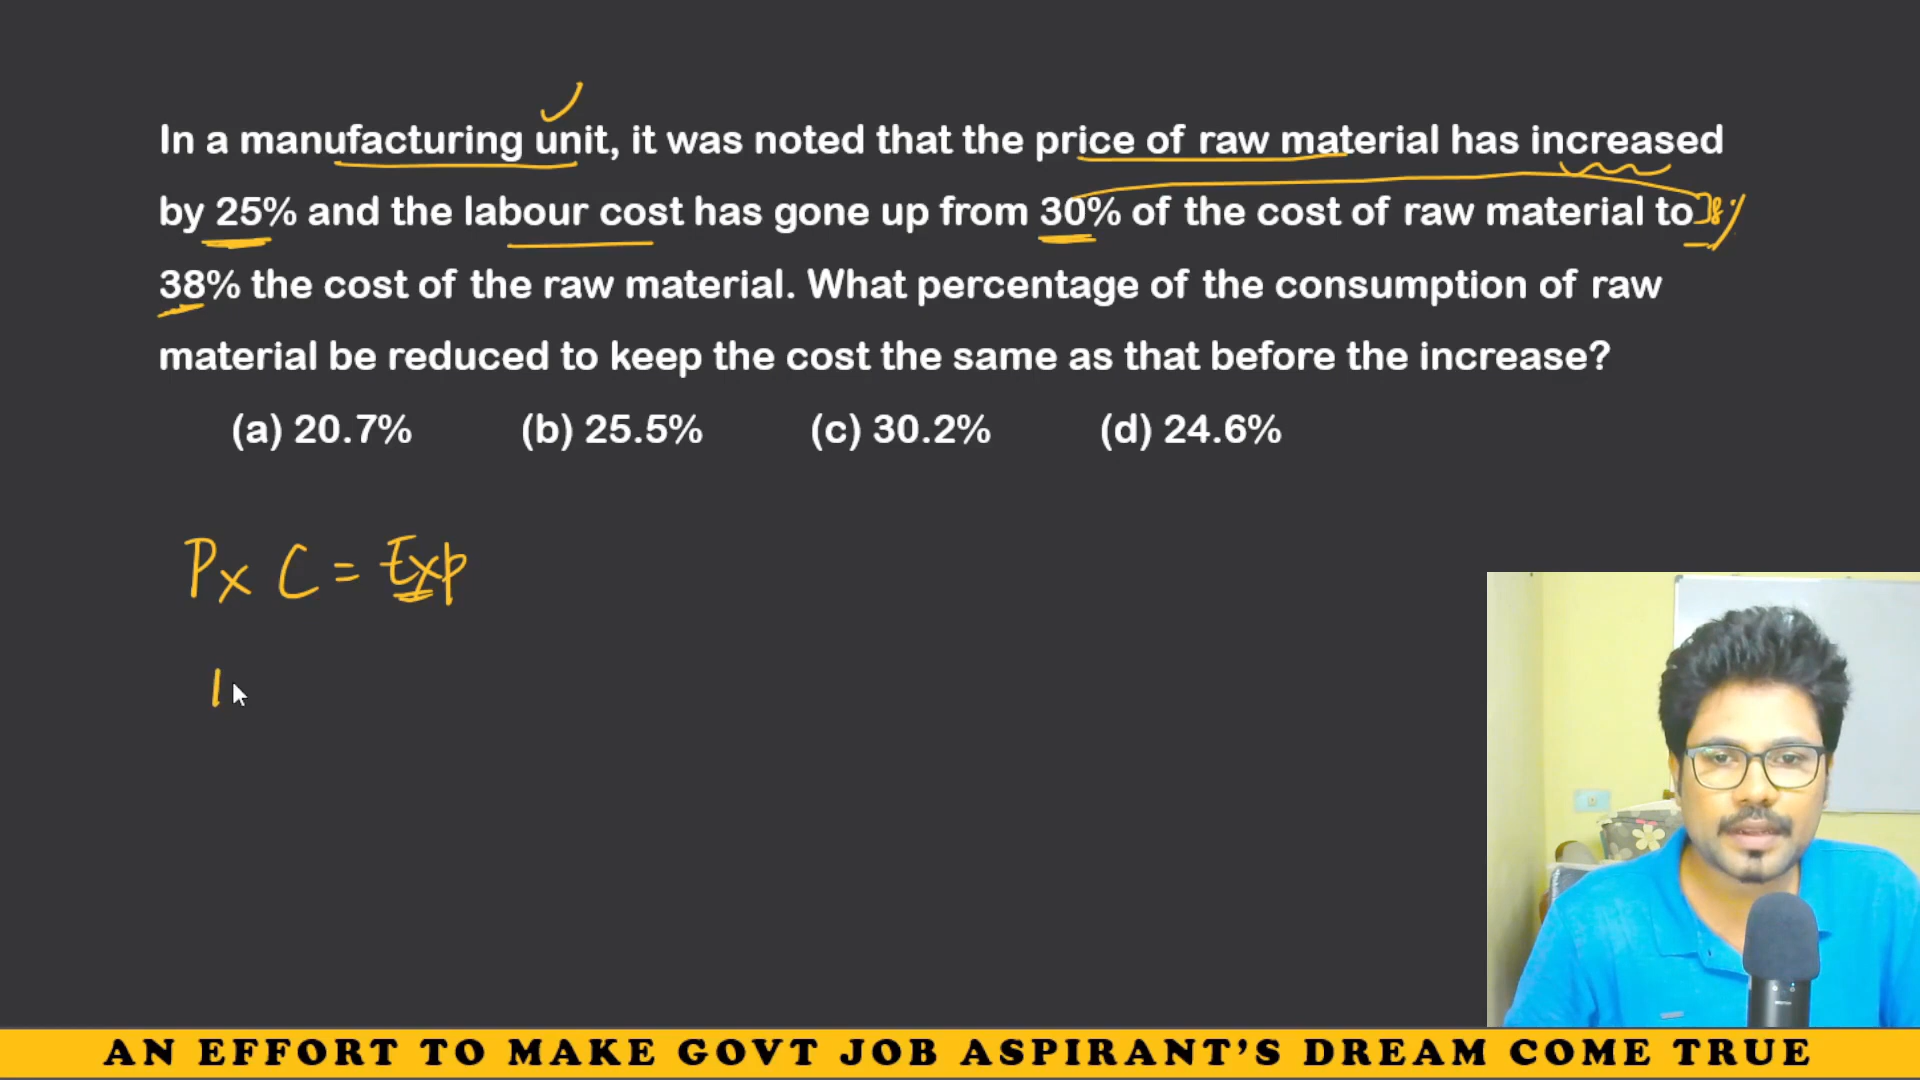 In a manufacturing unit, it was noted that the price of raw material has increased
by 25% and the labour cost has gone up from 30% of the cost of raw material to
38% the cost of the raw material. What percentage of the consumption of raw
material be reduced to keep the cost the same as that before the increase?
(a) 20.7% (b) 25.5% (c) 30.2% (d) 24.6%
P x C = Exp
AN EFFORT TO MAKE GOVT JOB ASPIRANT'S DREAM COME TRUE